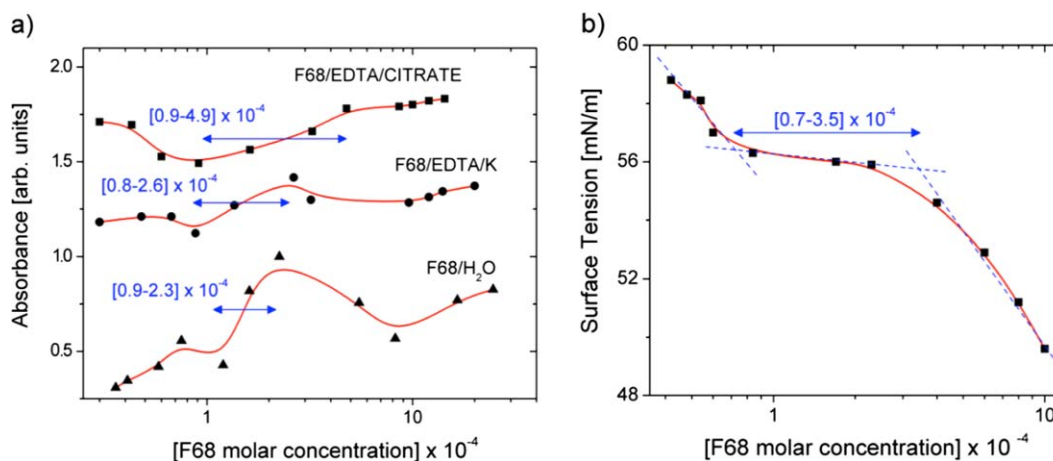 a)
Absorbance [arb. units]
2.0
1.5
1.0
0.5
F68/EDTA/CITRATE
[0.9-4.9] x 10⁻⁴
F68/EDTA/K
[0.8-2.6] x 10⁻⁴
F68/H₂O
[0.9-2.3] x 10⁻⁴
1
10
[F68 molar concentration] x 10⁻⁴
b)
Surface Tension [mN/m]
60
56
52
48
[0.7-3.5] x 10⁻⁴
1
10
[F68 molar concentration] x 10⁻⁴